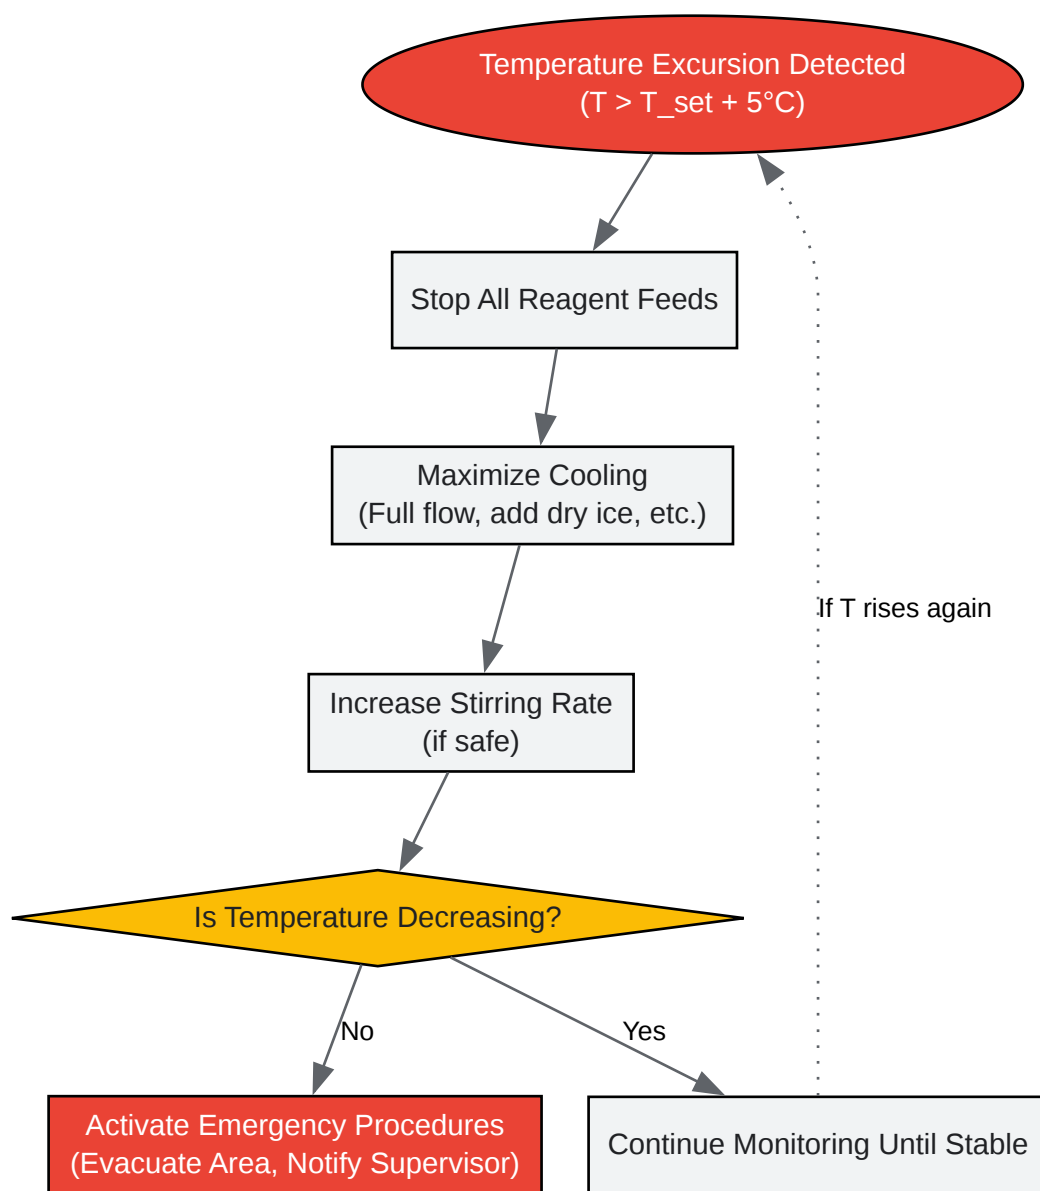 Temperature Excursion Detected
(T > T_set + 5°C)
Stop All Reagent Feeds
Maximize Cooling
(Full flow, add dry ice, etc.)
If T rises again
Increase Stirring Rate
(if safe)
Is Temperature Decreasing?
No
Yes
Activate Emergency Procedures
(Evacuate Area, Notify Supervisor)
Continue Monitoring Until Stable